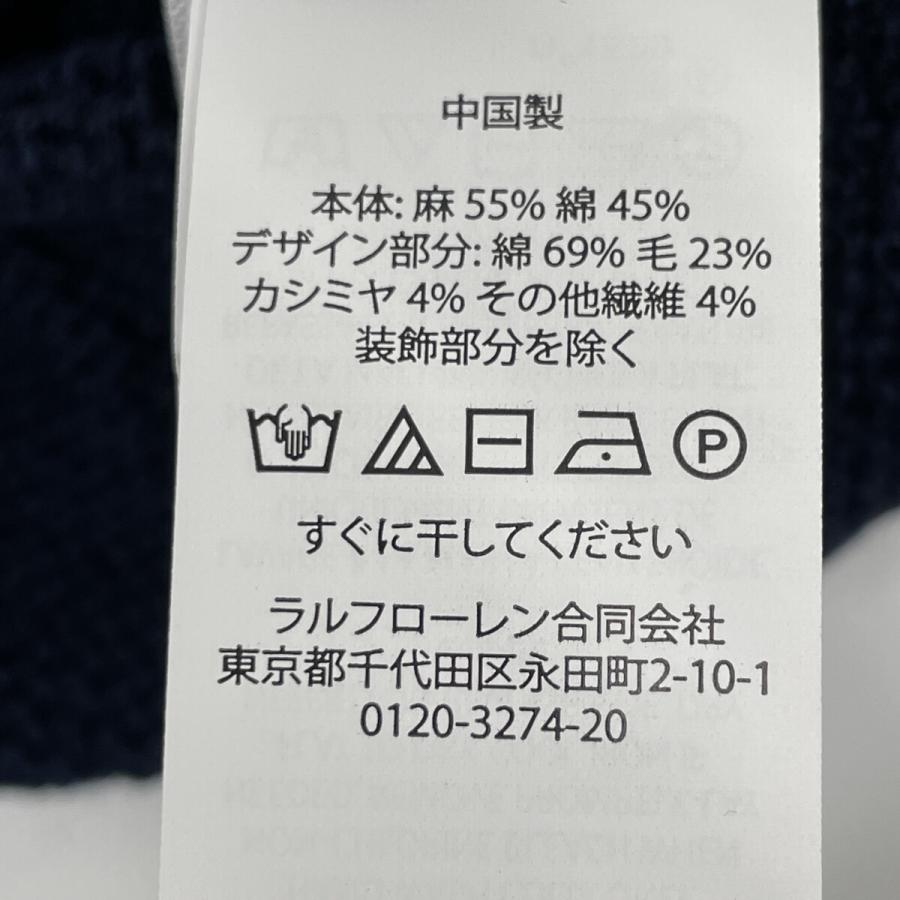 中国製
本体: 麻 55% 綿 45%
デザイン部分: 綿 69% 毛 23%
カシミヤ 4% その他繊維 4%
装飾部分を除く
P
すぐに干してください
ラルフローレン合同会社
東京都千代田区永田町2-10-1
0120-3274-20